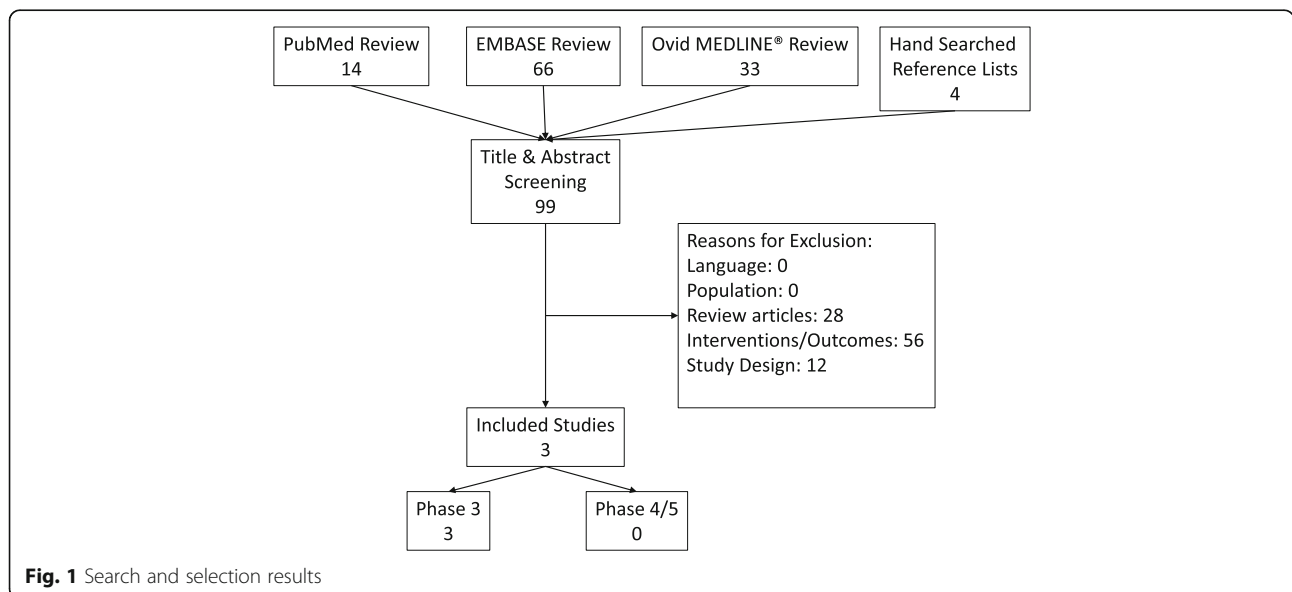 PubMed Review
14
EMBASE Review
66
Ovid MEDLINE® Review
33
Hand Searched
Reference Lists
4
Title & Abstract
Screening
99
Reasons for Exclusion:
Language: 0
Population: 0
Review articles: 28
Interventions/Outcomes: 56
Study Design: 12
Included Studies
3
Phase 3
3
Phase 4/5
0
Fig. 1 Search and selection results